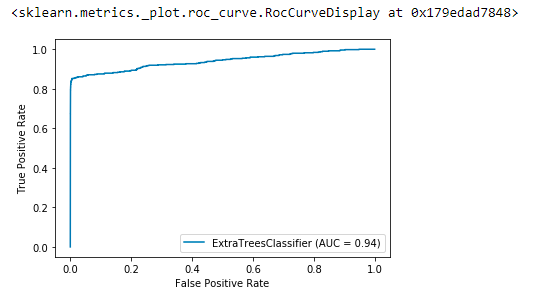 <sklearn.metrics._plot.roc_curve.RocCurveDisplay at 0x179edad7848>
1.0
0.8
0.6
0.4
0.2
0.0
True Positive Rate
ExtraTreesClassifier (AUC = 0.94)
0.0 0.2 0.4 0.6 0.8 1.0
False Positive Rate